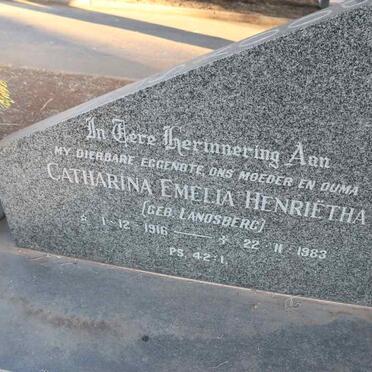 In Tere Herinnering Aan
MY DIERBARE EGGENOTE, ONS MOEDER EN OUMA
CATHARINA EMELIA HENRIËTHA
(GEB. LANDSBERG)
* 1-12-1916 — + 22-11-1983
PS. 42:1.